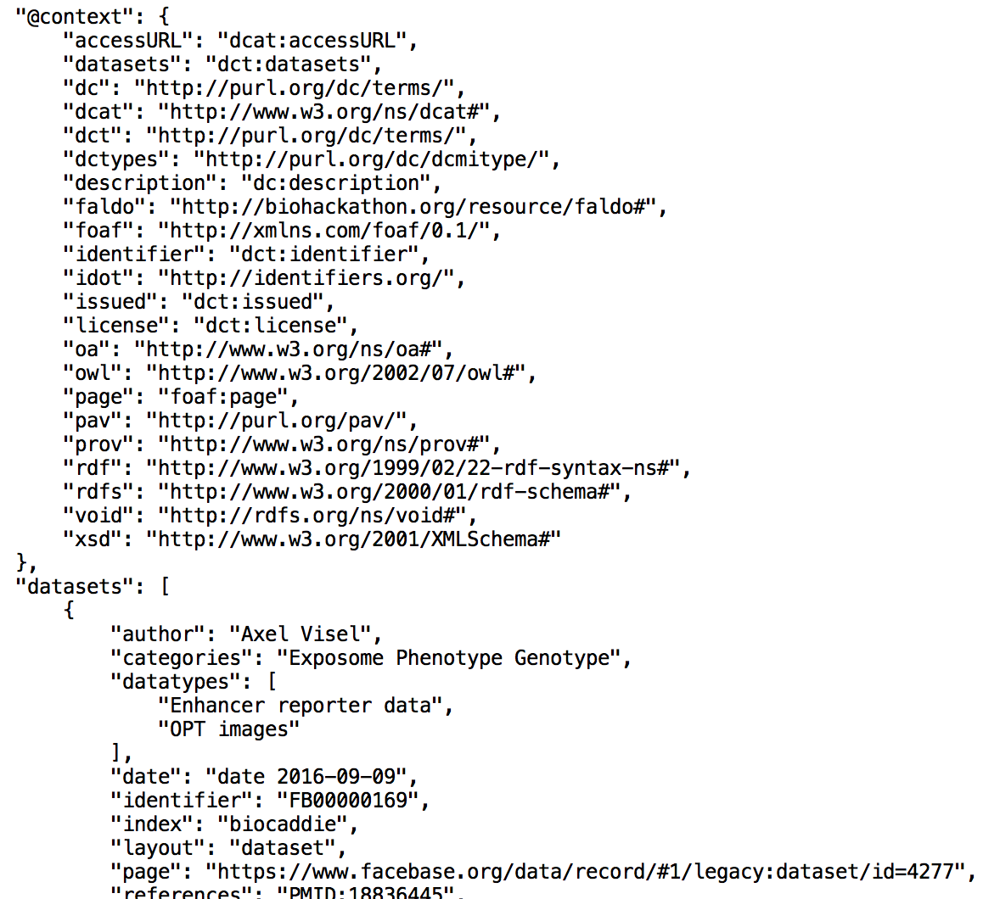 "@context": {
"accessURL": "dcat:accessURL",
"datasets": "dct:datasets",
"dc": "http://purl.org/dc/terms/",
"dcat": "http://www.w3.org/ns/dcat#",
"dct": "http://purl.org/dc/terms/",
"dctypes": "http://purl.org/dc/dcmitype/",
"description": "dc:description",
"faldo": "http://biohackathon.org/resource/faldo#",
"foaf": "http://xmlns.com/foaf/0.1/",
"identifier": "dct:identifier",
"idot": "http://identifiers.org/",
"issued": "dct:issued",
"license": "dct:license",
"oa": "http://www.w3.org/ns/oa#",
"owl": "http://www.w3.org/2002/07/owl#",
"page": "foaf:page",
"pav": "http://purl.org/pav/",
"prov": "http://www.w3.org/ns/prov#",
"rdf": "http://www.w3.org/1999/02/22-rdf-syntax-ns#",
"rdfs": "http://www.w3.org/2000/01/rdf-schema#",
"void": "http://rdfs.org/ns/void#",
"xsd": "http://www.w3.org/2001/XMLSchema#"
},
"datasets": [
{
"author": "Axel Visel",
"categories": "Exposome Phenotype Genotype",
"datatypes": [
"Enhancer reporter data",
"OPT images"
],
"date": "date 2016-09-09",
"identifier": "FB00000169",
"index": "biocaddie",
"layout": "dataset",
"page": "https://www.facebase.org/data/record/#1/legacy:dataset/id=4277",
"references": "PMID:18836445",